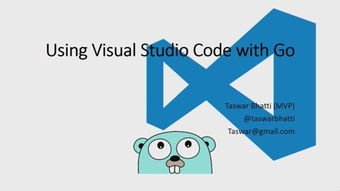 Using Visual Studio Code with Go
Taswar Bhatti (MVP)
@taswarbhatti
Taswar@gmail.com